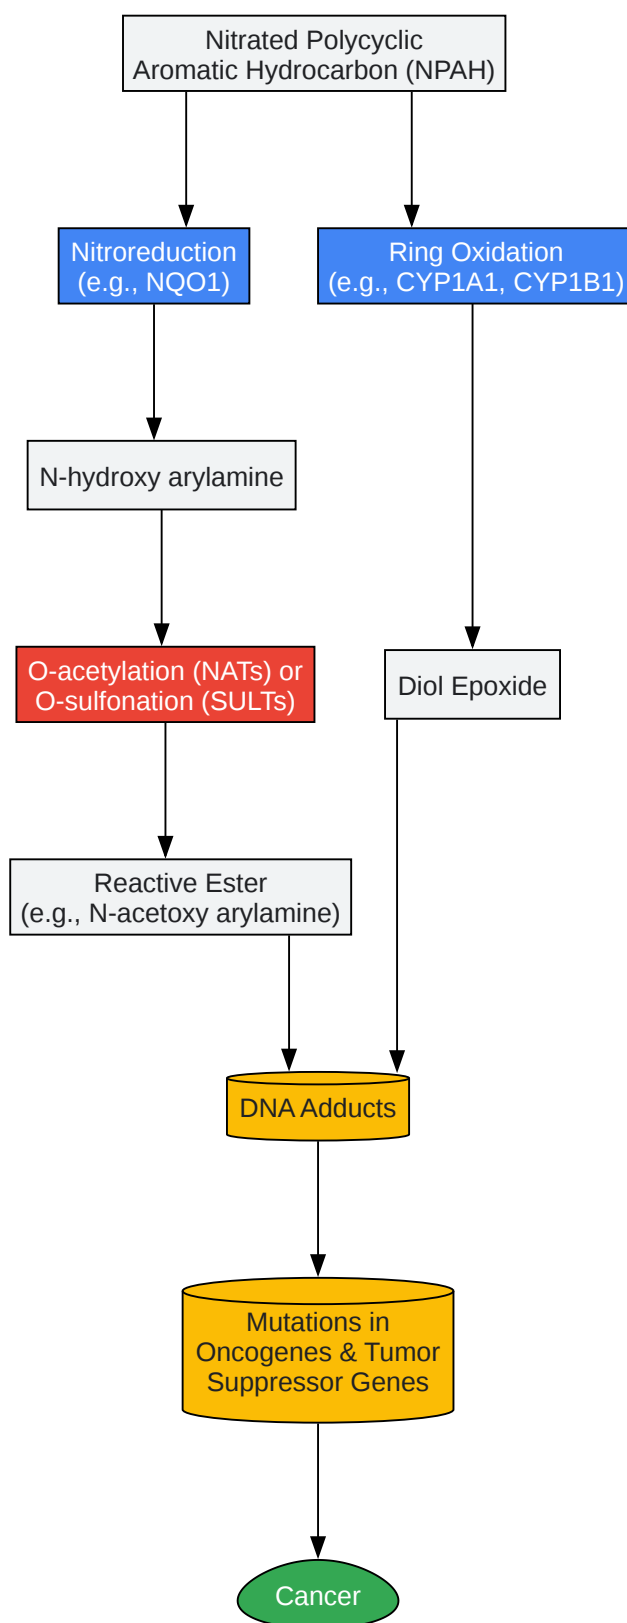 Nitrated Polycyclic
Aromatic Hydrocarbon (NPAH)
Nitroreduction
(e.g., NQO1)
Ring Oxidation
(e.g., CYP1A1, CYP1B1)
N-hydroxy arylamine
O-acetylation (NATs) or
O-sulfonation (SULTs)
Diol Epoxide
Reactive Ester
(e.g., N-acetoxy arylamine)
DNA Adducts
Mutations in
Oncogenes & Tumor
Suppressor Genes
Cancer